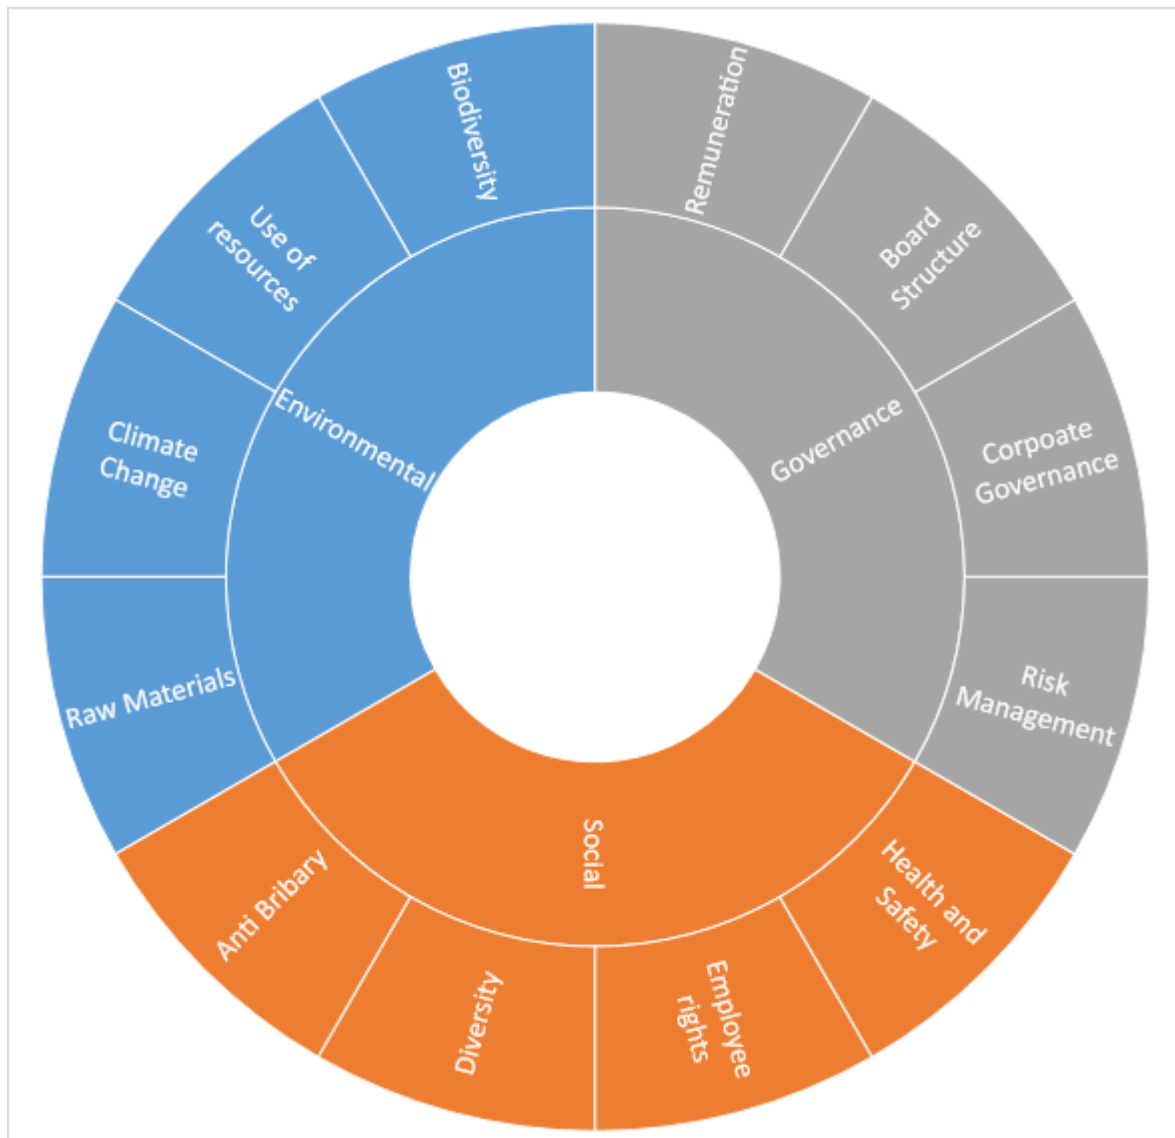 Biodiversity
Remuneration
Use of
resources
Board
Structure
Environmental
Governance
Climate
Change
Corpoate
Governance
Raw Materials
Risk
Management
Social
Anti Bribary
Health and
Safety
Diversity
Employee
rights